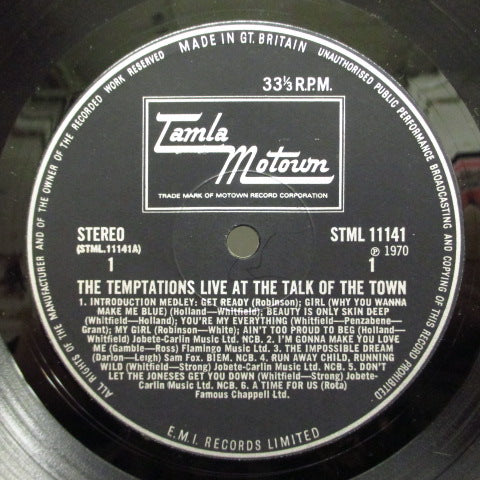 MADE IN GT. BRITAIN
UNAUTHORISED PUBLIC PERFORMANCE BROADCASTING AND COPYING OF THIS RECORD PROHIBITED
ALL RIGHTS OF THE MANUFACTURER AND OF THE OWNER OF THE RECORDED WORK RESERVED
33⅓ R.P.M.
Tamla
Motown
TRADE MARK OF MOTOWN RECORD CORPORATION
STEREO
(STML.11141A)
1
STML 11141
℗ 1970
1
THE TEMPTATIONS LIVE AT THE TALK OF THE TOWN
1. INTRODUCTION MEDLEY: GET READY (Robinson); GIRL (WHY YOU WANNA
MAKE ME BLUE) (Holland—Whitfield); BEAUTY IS ONLY SKIN DEEP
(Whitfield—Holland); YOU'RE MY EVERYTHING (Whitfield—Penzabene—
Grant); MY GIRL (Robinson—White); AIN'T TOO PROUD TO BEG (Holland—
Whitfield) Jobete-Carlin Music Ltd. NCB. 2. I'M GONNA MAKE YOU LOVE
ME (Gamble—Ross) Flamingo Music Ltd. 3. THE IMPOSSIBLE DREAM
(Darion—Leigh) Sam Fox. BIEM. NCB. 4. RUN AWAY CHILD, RUNNING
WILD (Whitfield—Strong) Jobete-Carlin Music Ltd. NCB. 5. DON'T
LET THE JONESES GET YOU DOWN (Whitfield—Strong) Jobete-
Carlin Music Ltd. NCB. 6. A TIME FOR US (Rota)
Famous Chappell Ltd.
E.M.I. RECORDS LIMITED